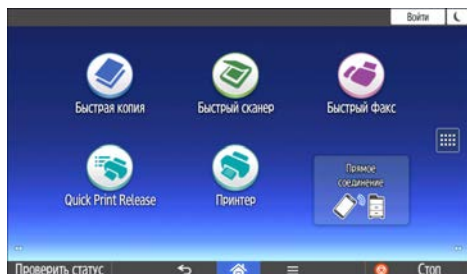 Войти
Быстрая копия
Быстрый сканер
Быстрый факс
Quick Print Release
Принтер
Прямое
соединение
Проверить статус
Стоп